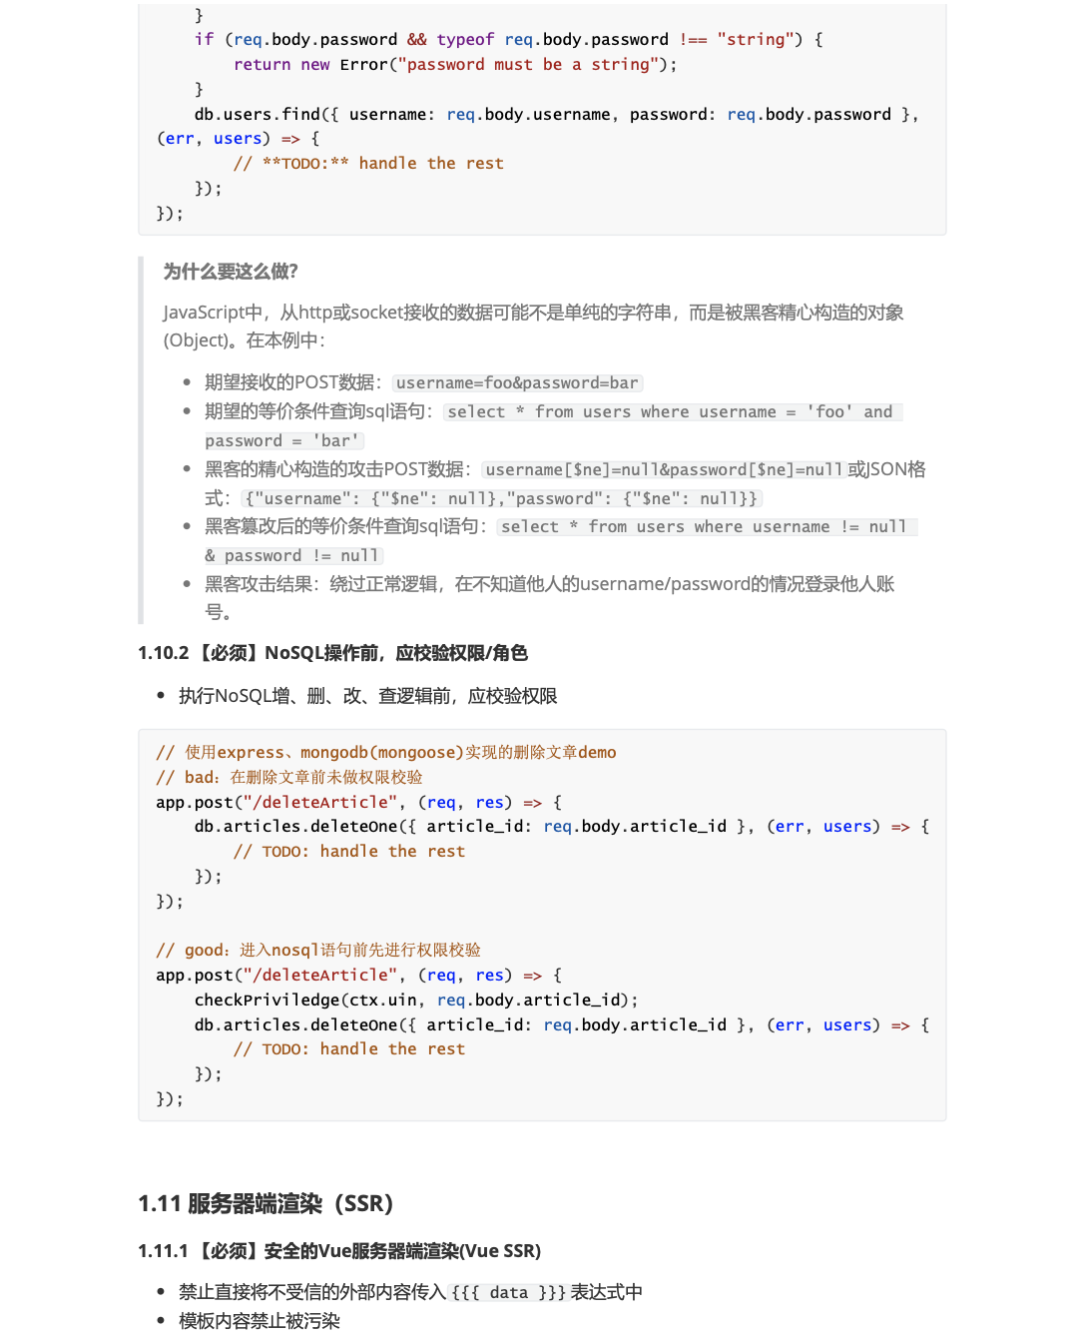 }
if (req.body.password && typeof req.body.password !== "string") {
return new Error("password must be a string");
}
db.users.find({ username: req.body.username, password: req.body.password },
(err, users) => {
// **TODO:** handle the rest
});
});
为什么要这么做？
JavaScript中，从http或socket接收的数据可能不是单纯的字符串，而是被黑客精心构造的对象
(Object)。在本例中：
• 期望接收的POST数据：username=foo&password=bar
• 期望的等价条件查询sql语句：select * from users where username = 'foo' and
password = 'bar'
• 黑客的精心构造的攻击POST数据：username[$ne]=null&password[$ne]=null或JSON格
式：{"username": {"$ne": null},"password": {"$ne": null}}
• 黑客篡改后的等价条件查询sql语句：select * from users where username != null
& password != null
• 黑客攻击结果：绕过正常逻辑，在不知道他人的username/password的情况登录他人账
号。
1.10.2 【必须】NoSQL操作前，应校验权限/角色
• 执行NoSQL增、删、改、查逻辑前，应校验权限
// 使用express、mongodb(mongoose)实现的删除文章demo
// bad：在删除文章前未做权限校验
app.post("/deleteArticle", (req, res) => {
db.articles.deleteOne({ article_id: req.body.article_id }, (err, users) => {
// TODO: handle the rest
});
});
// good：进入nosql语句前先进行权限校验
app.post("/deleteArticle", (req, res) => {
checkPriviledge(ctx.uin, req.body.article_id);
db.articles.deleteOne({ article_id: req.body.article_id }, (err, users) => {
// TODO: handle the rest
});
});
1.11 服务器端渲染（SSR）
1.11.1 【必须】安全的Vue服务器端渲染(Vue SSR)
• 禁止直接将不受信的外部内容传入{{{ data }}}表达式中
• 模板内容禁止被污染